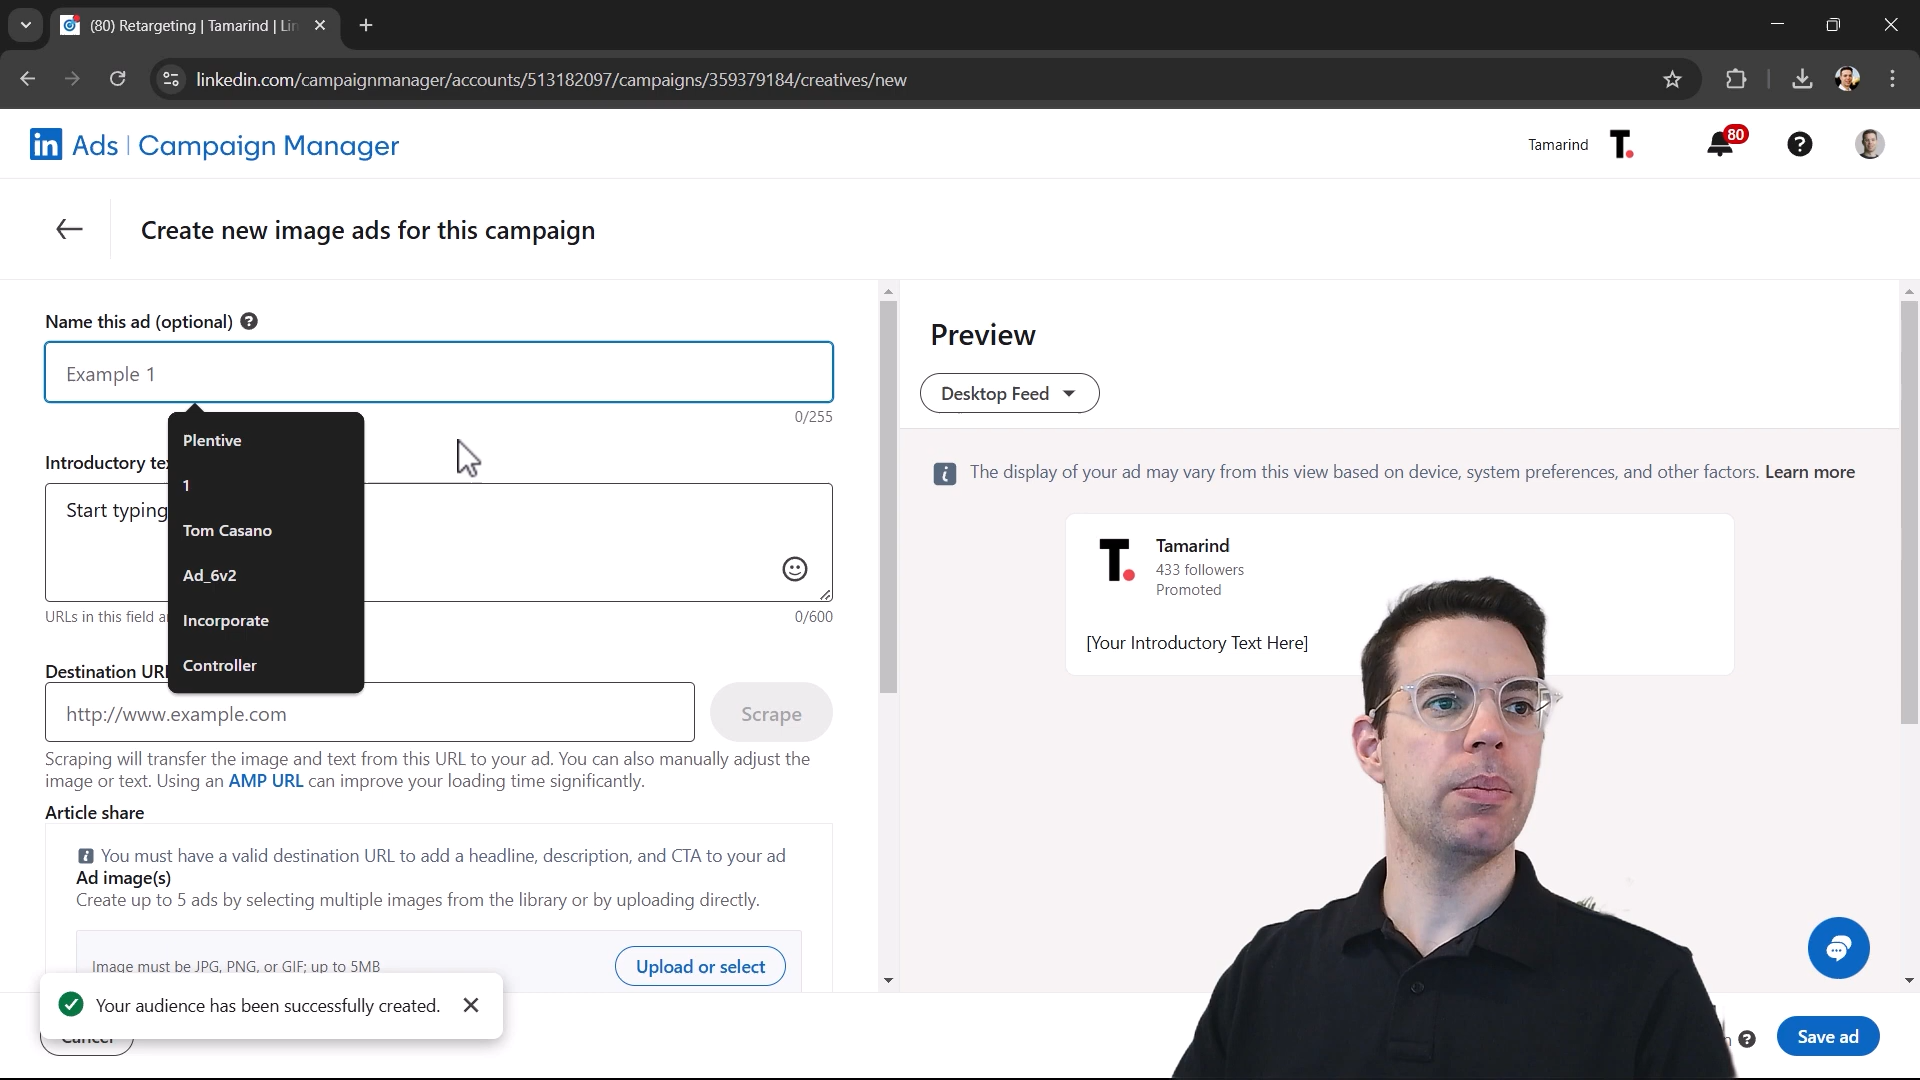 (80) Retargeting | Tamarind | Lin
linkedin.com/campaignmanager/accounts/513182097/campaigns/359379184/creatives/new
in Ads | Campaign Manager
Tamarind
T.
80
Create new image ads for this campaign
Name this ad (optional)
Example 1
0/255
Plentive
1
Tom Casano
Ad_6v2
Incorporate
Controller
Introductory te
Start typing
URLs in this field a
0/600
Destination UR
http://www.example.com
Scrape
Scraping will transfer the image and text from this URL to your ad. You can also manually adjust the
image or text. Using an AMP URL can improve your loading time significantly.
Article share
You must have a valid destination URL to add a headline, description, and CTA to your ad
Ad image(s)
Create up to 5 ads by selecting multiple images from the library or by uploading directly.
Image must be JPG, PNG, or GIF; up to 5MB
Upload or select
Your audience has been successfully created.
Cancel
Preview
Desktop Feed
The display of your ad may vary from this view based on device, system preferences, and other factors. Learn more
T.
Tamarind
433 followers
Promoted
[Your Introductory Text Here]
Save ad